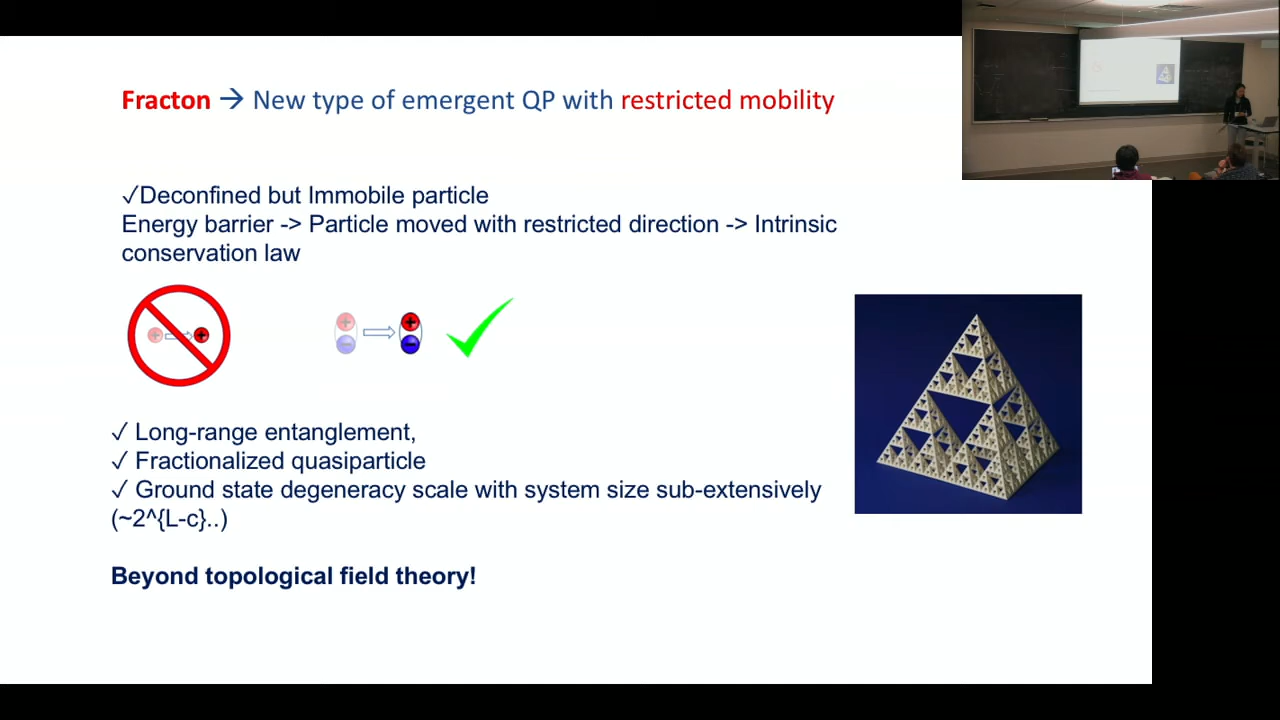 Fracton → New type of emergent QP with restricted mobility
✓Deconfined but Immobile particle
Energy barrier -> Particle moved with restricted direction -> Intrinsic
conservation law
✓ Long-range entanglement,
✓ Fractionalized quasiparticle
✓ Ground state degeneracy scale with system size sub-extensively
(~2^{L-c}..)
Beyond topological field theory!